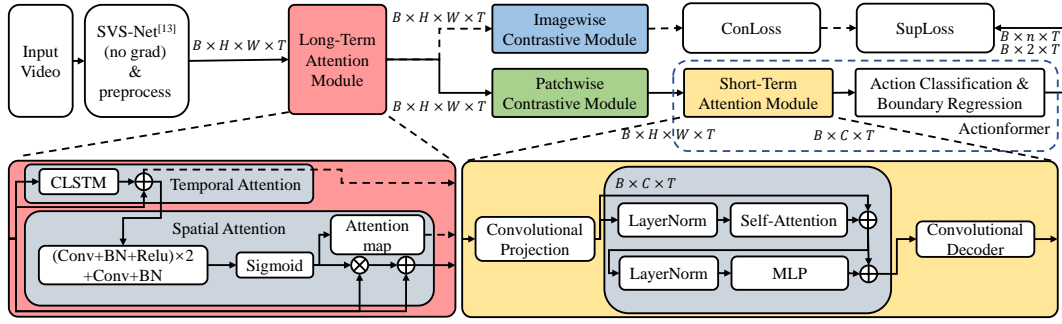 Input
Video
SVS-Net[13]
(no grad)
&
preprocess
B × H × W × T
Long-Term
Attention
Module
B × H × W × T
B × H × W × T
Imagewise
Contrastive Module
Patchwise
Contrastive Module
ConLoss
SupLoss
B × n × T
B × 2 × T
Short-Term
Attention Module
Action Classification &
Boundary Regression
Actionformer
B × H × W × T
B × C × T
CLSTM
Temporal Attention
Spatial Attention
(Conv+BN+Relu)×2
+Conv+BN
Sigmoid
Attention
map
Convolutional
Projection
B × C × T
LayerNorm
Self-Attention
LayerNorm
MLP
Convolutional
Decoder